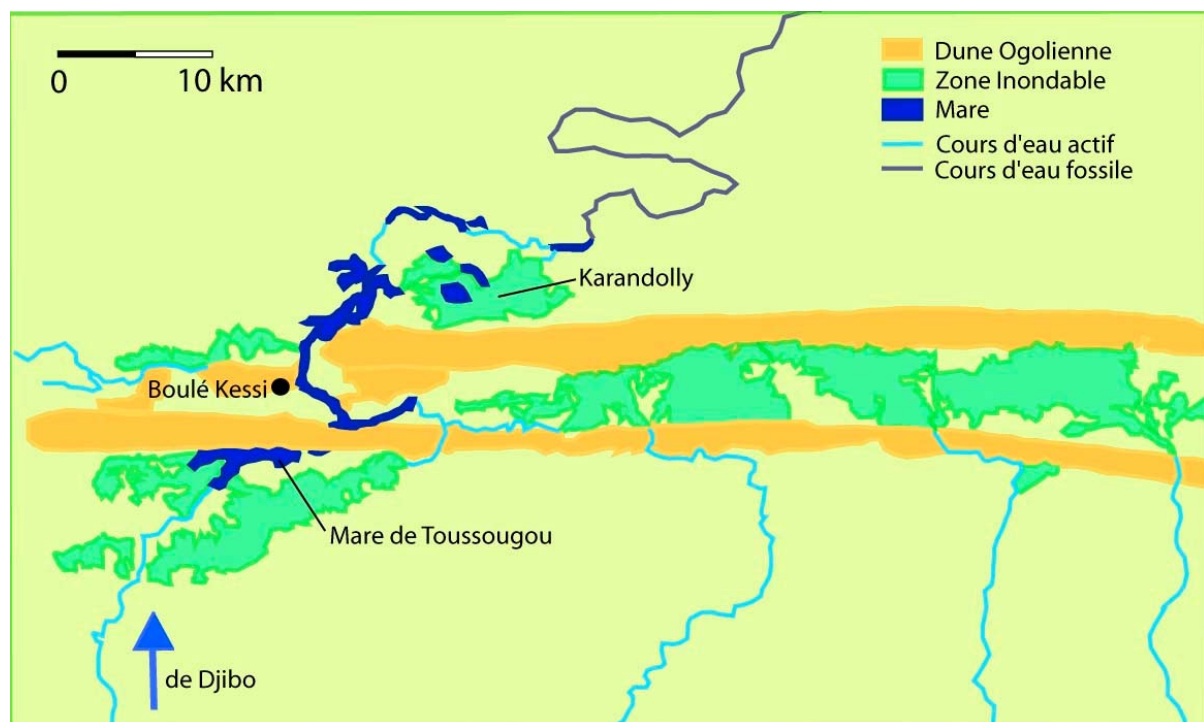 0 10 km
Dune Ogolienne
Zone Inondable
Mare
Cours d'eau actif
Cours d'eau fossile
Karandolly
Boulé Kessi
Mare de Toussougou
de Djibo